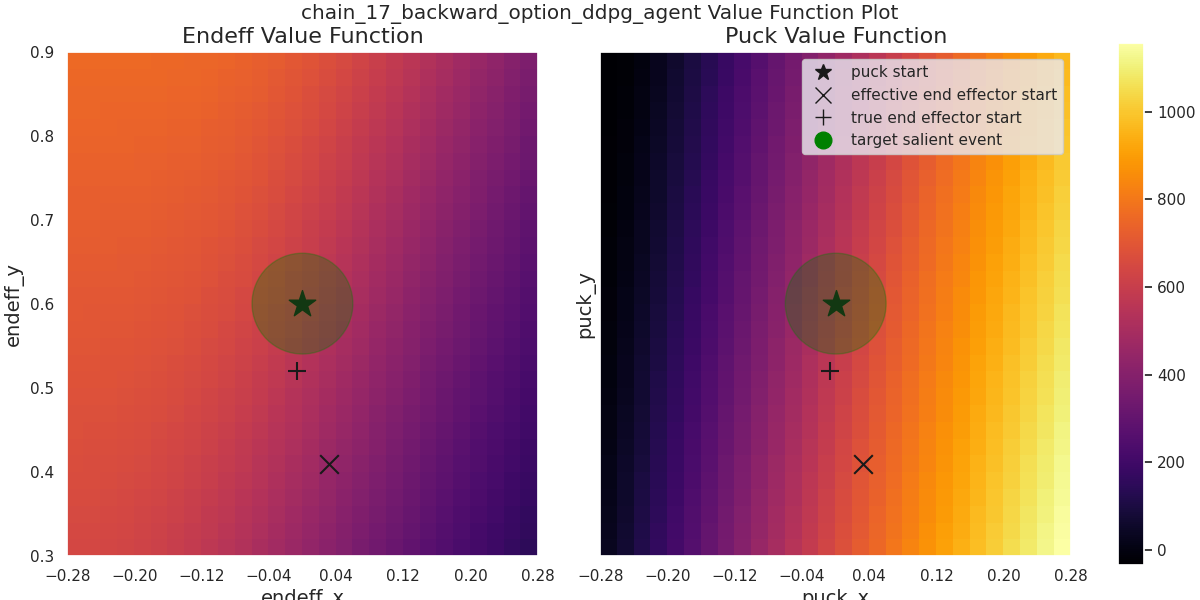 chain_17_backward_option_ddpg_agent Value Function Plot
Endeff Value Function
Puck Value Function
puck start
effective end effector start
true end effector start
target salient event
endeff_y
0.9
0.8
0.7
0.6
0.5
0.4
0.3
−0.28 −0.20 −0.12 −0.04 0.04 0.12 0.20 0.28
endeff_x
puck_y
−0.28 −0.20 −0.12 −0.04 0.04 0.12 0.20 0.28
puck_x
1000
800
600
400
200
0